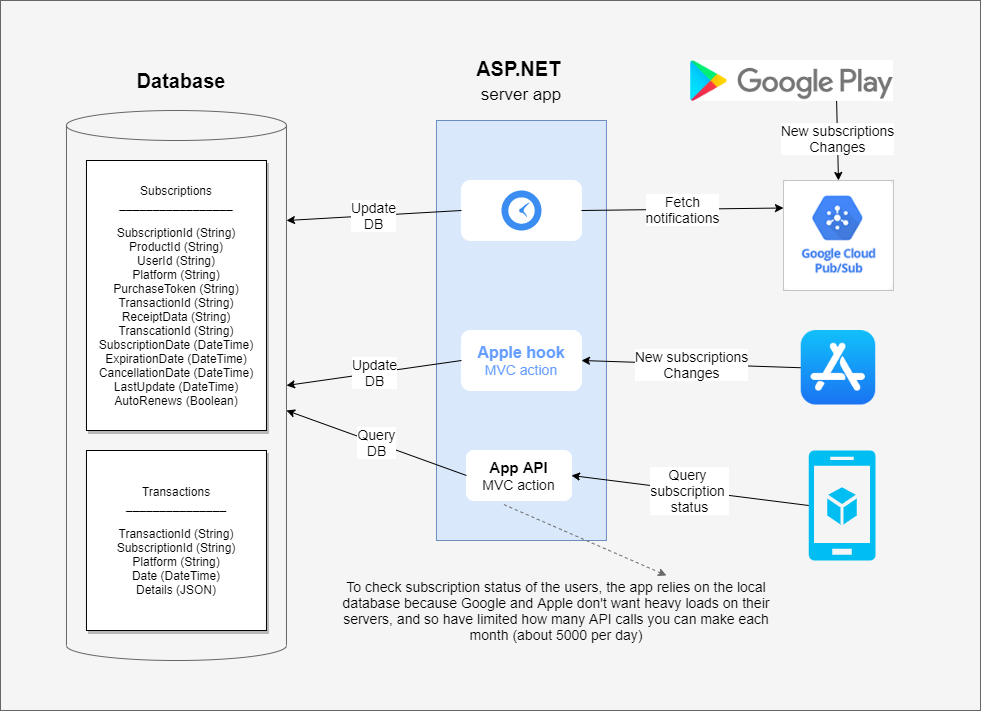 Database
ASP.NET
server app
Google Play
New subscriptions
Changes
Subscriptions
_________________
SubscriptionId (String)
ProductId (String)
UserId (String)
Platform (String)
PurchaseToken (String)
TransactionId (String)
ReceiptData (String)
TranscationId (String)
SubscriptionDate (DateTime)
ExpirationDate (DateTime)
CancellationDate (DateTime)
LastUpdate (DateTime)
AutoRenews (Boolean)
Update
DB
Fetch
notifications
Google Cloud
Pub/Sub
Update
DB
Apple hook
MVC action
New subscriptions
Changes
Query
DB
App API
MVC action
Query
subscription
status
Transactions
_______________
TransactionId (String)
SubscriptionId (String)
Platform (String)
Date (DateTime)
Details (JSON)
To check subscription status of the users, the app relies on the local
database because Google and Apple don't want heavy loads on their
servers, and so have limited how many API calls you can make each
month (about 5000 per day)